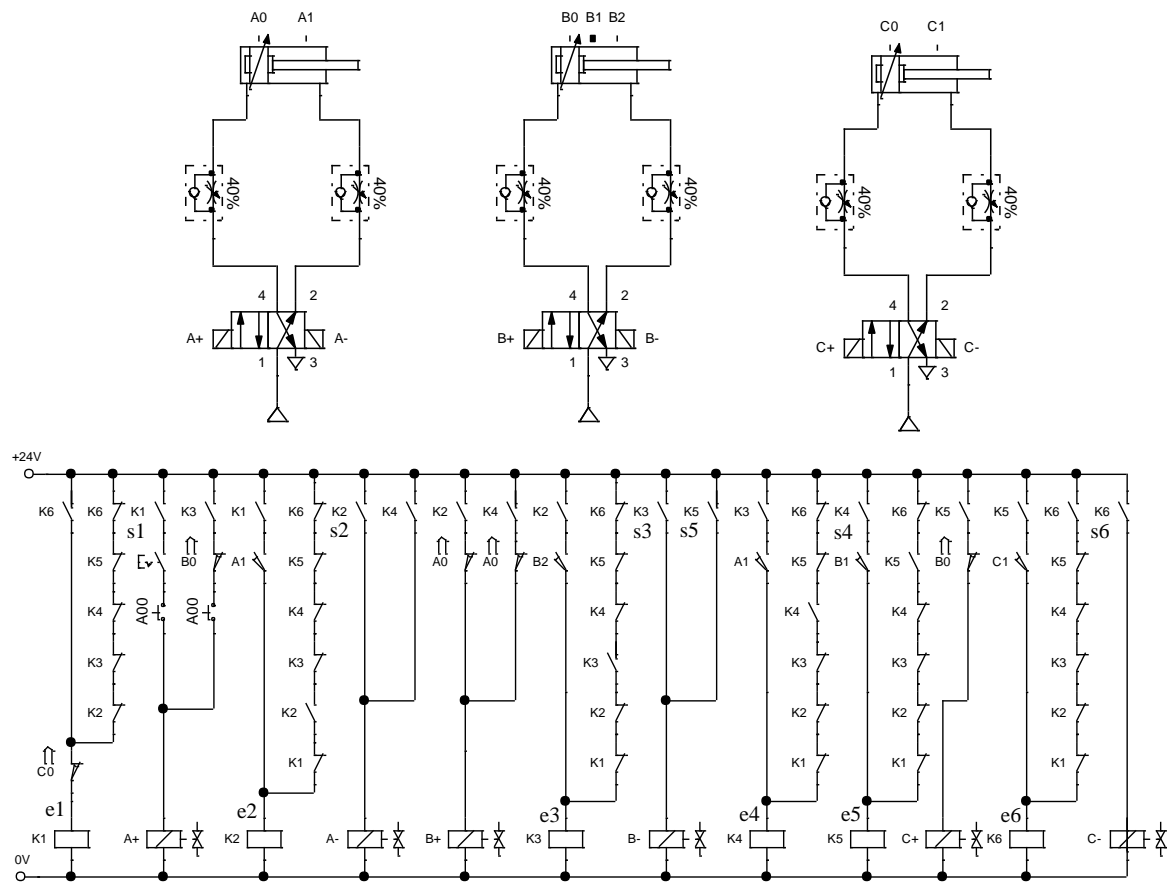 A0 A1
B0 B1 B2
C0 C1
40% 40%
40% 40%
40% 40%
4 2
4 2
4 2
A+ A-
B+ B-
C+ C-
1 3
1 3
1 3
+24V
K6 K6 K1 K3 K1 K6 K2 K4 K2 K4 K2 K6 K3 K5 K3 K6 K4 K6 K5 K5 K6 K6
s1 s2 s3 s5 s4 s6
K5 Ev B0 A1 K5 A0 A0 B2 K5 A1 K5 B1 K5 B0 C1 K5
K4 A00 A00 K4 K4 K4 K4 K4
K3 K3 K3 K3 K3 K3
K2 K2 K2 K2 K2 K2
C0 K1 K1 K1 K1 K1
e1 e2 e3 e4 e5 e6
K1 A+ K2 A- B+ K3 B- K4 K5 C+ K6 C-
0V